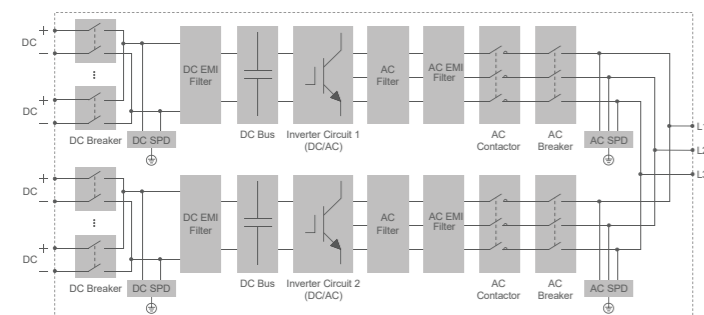 +
DC
−
DC EMI
Filter
AC
Filter
AC EMI
Filter
+
DC
−
DC Breaker
DC SPD
DC Bus
Inverter Circuit 1
(DC/AC)
AC
Contactor
AC
Breaker
AC SPD
L1
L2
L3
+
DC
−
DC EMI
Filter
AC
Filter
AC EMI
Filter
+
DC
−
DC Breaker
DC SPD
DC Bus
Inverter Circuit 2
(DC/AC)
AC
Contactor
AC
Breaker
AC SPD